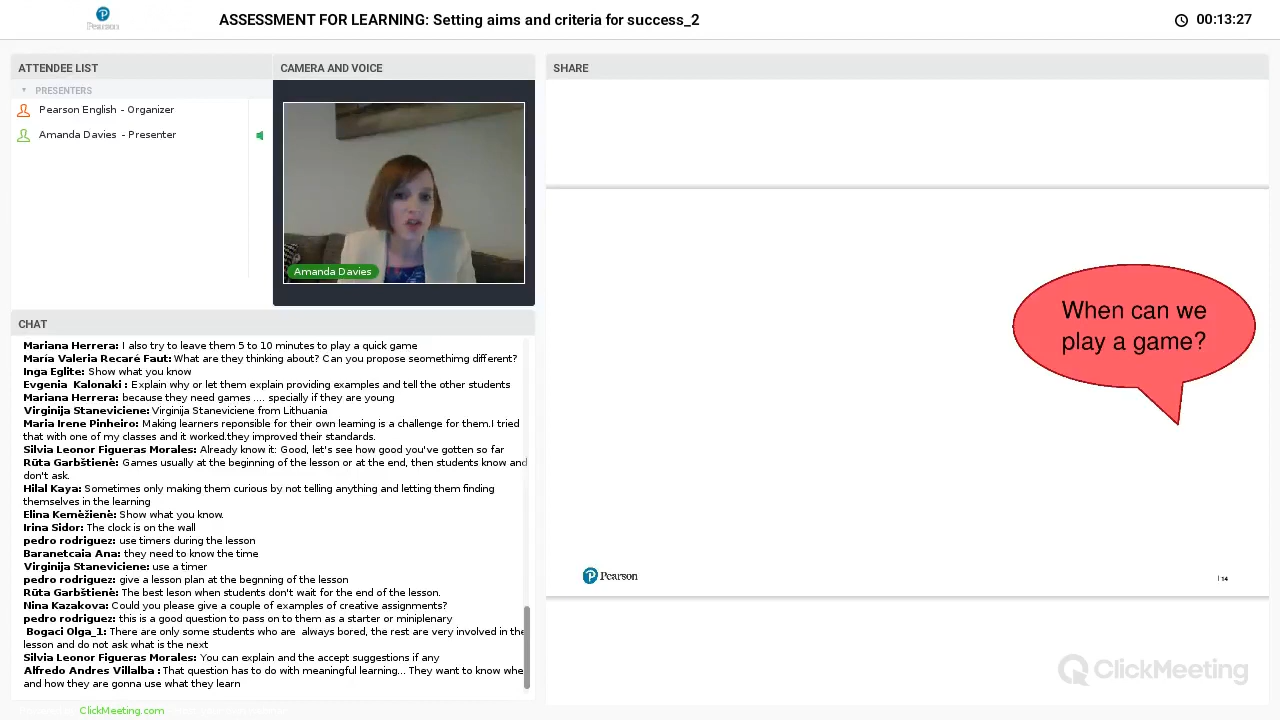 Pearson
ASSESSMENT FOR LEARNING: Setting aims and criteria for success_2
00:13:27
ATTENDEE LIST
PRESENTERS
Pearson English - Organizer
Amanda Davies - Presenter
CAMERA AND VOICE
Amanda Davies
CHAT
Mariana Herrera: I also try to leave them 5 to 10 minutes to play a quick game
María Valeria Recaré Faut: What are they thinking about? Can you propose seomethimg different?
Inga Eglite: Show what you know
Evgenia Kalonaki : Explain why or let them explain providing examples and tell the other students
Mariana Herrera: because they need games .... specially if they are young
Virginija Staneviciene: Virginija Staneviciene from Lithuania
Maria Irene Pinheiro: Making learners reponsible for their own learning is a challenge for them.I tried
that with one of my classes and it worked.they improved their standards.
Silvia Leonor Figueras Morales: Already know it: Good, let's see how good you've gotten so far
Rūta Garbštienė: Games usually at the beginning of the lesson or at the end, then students know and
don't ask.
Hilal Kaya: Sometimes only making them curious by not telling anything and letting them finding
themselves in the learning
Elina Kemėžienė: Show what you know.
Irina Sidor: The clock is on the wall
pedro rodriguez: use timers during the lesson
Baranetcaia Ana: they need to know the time
Virginija Staneviciene: use a timer
pedro rodriguez: give a lesson plan at the begnning of the lesson
Rūta Garbštienė: The best leson when students don't wait for the end of the lesson.
Nina Kazakova: Could you please give a couple of examples of creative assignments?
pedro rodriguez: this is a good question to pass on to them as a starter or miniplenary
Bogaci Olga_1: There are only some students who are always bored, the rest are very involved in the
lesson and do not ask what is the next
Silvia Leonor Figueras Morales: You can explain and the accept suggestions if any
Alfredo Andres Villalba : That question has to do with meaningful learning... They want to know whe
and how they are gonna use what they learn
ClickMeeting.com
SHARE
When can we
play a game?
Pearson
14
ClickMeeting